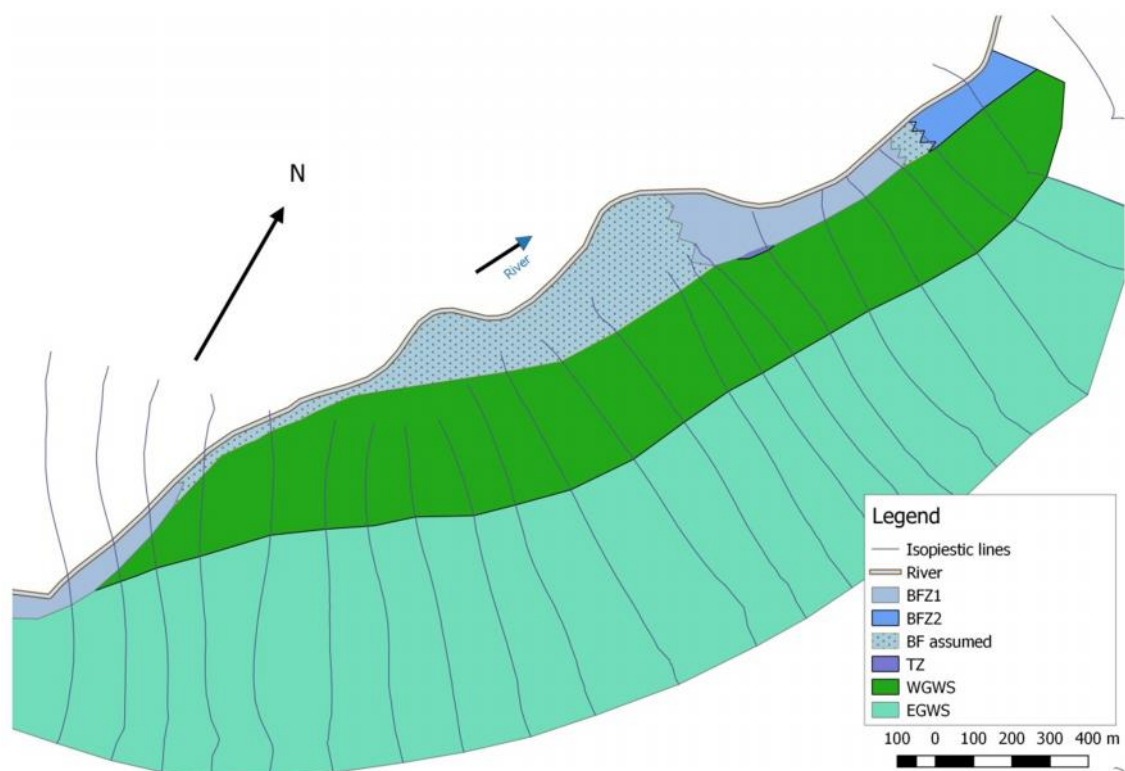 N
River
Legend
Isopiestic lines
River
BFZ1
BFZ2
BF assumed
TZ
WGWS
EGWS
100 0 100 200 300 400 m